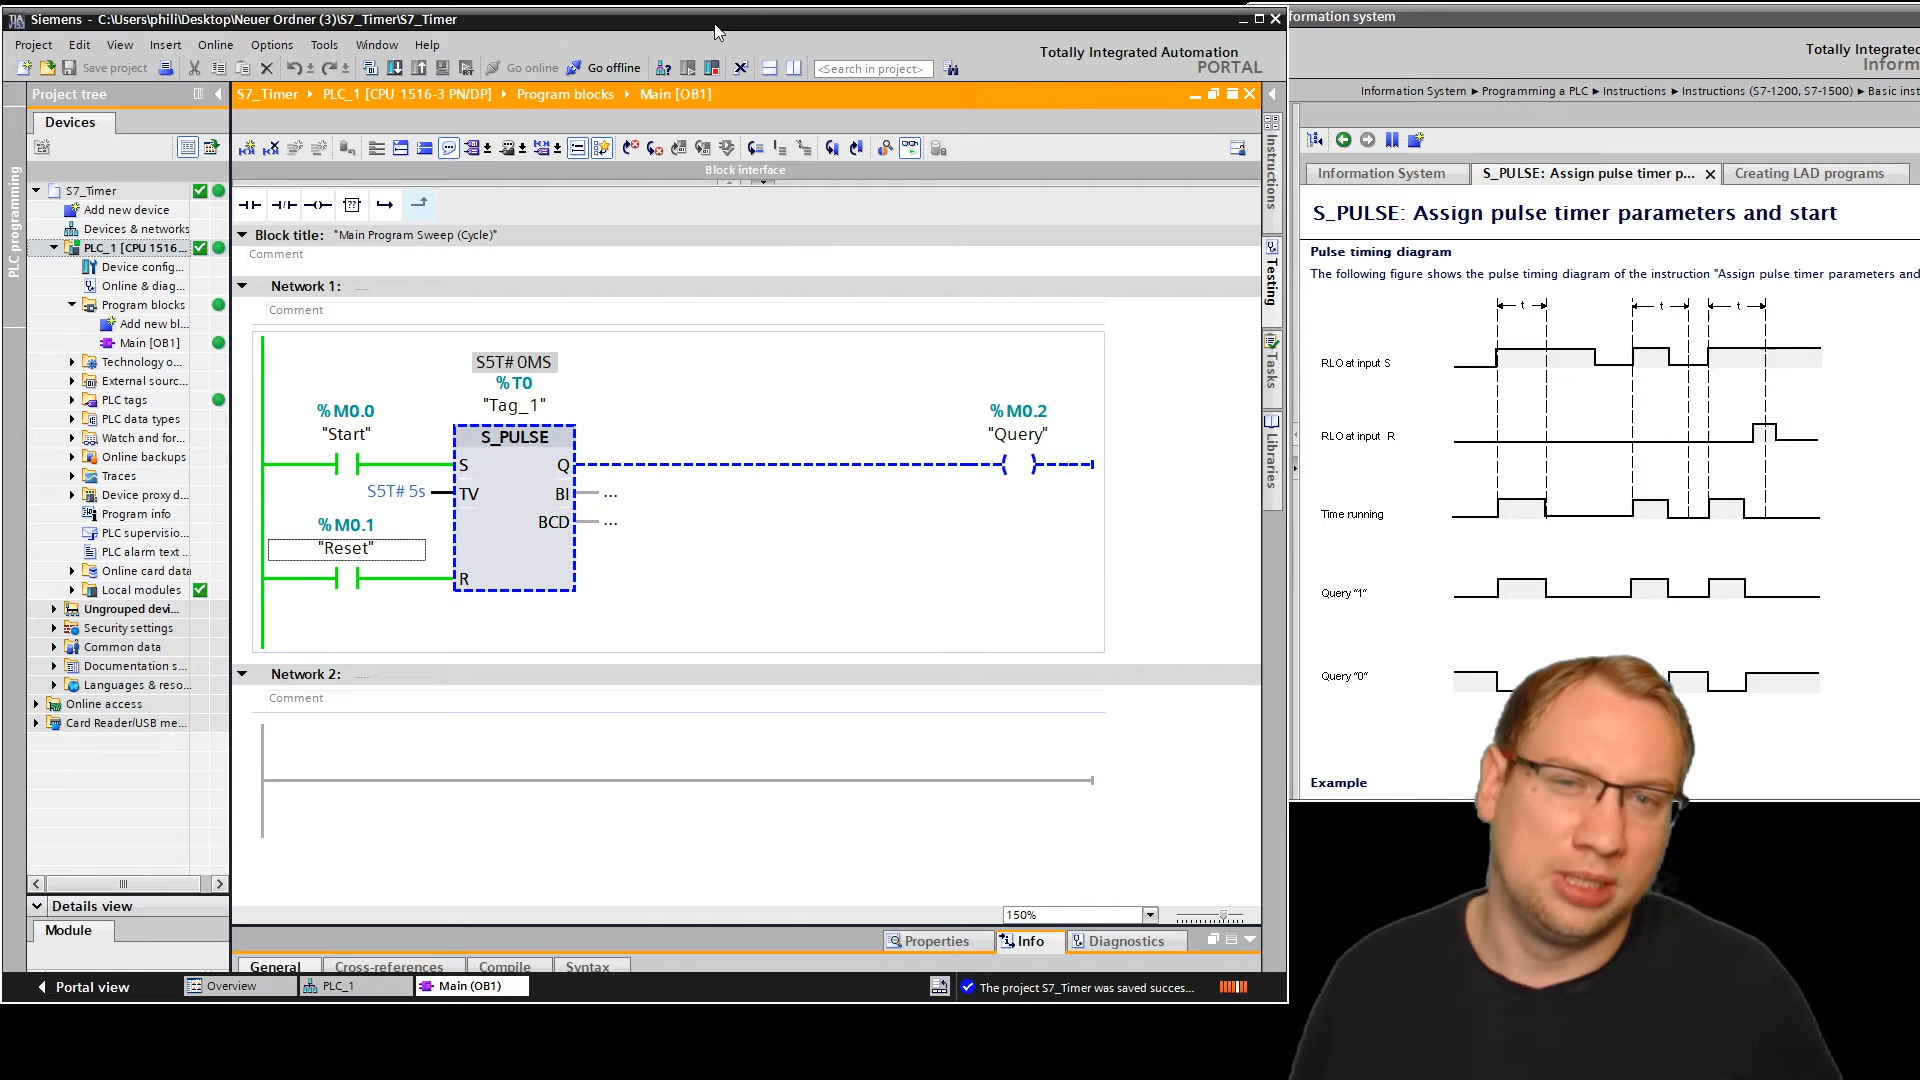 Siemens - C:\Users\phili\Desktop\Neuer Ordner (3)\S7_Timer\S7_Timer
Project Edit View Insert Online Options Tools Window Help
Totally Integrated Automation
PORTAL
Save project
Go online
Go offline
<Search in project>
Project tree
S7_Timer PLC_1 [CPU 1516-3 PN/DP] Program blocks Main [OB1]
Devices
PLC programming
Block interface
S7_Timer
Add new device
Devices & networks
PLC_1 [CPU 1516...
Device config...
Online & diag...
Program blocks
Add new bl...
Main [OB1]
Technology o...
External sourc...
PLC tags
PLC data types
Watch and for...
Online backups
Traces
Device proxy d...
Program info
PLC supervisio...
PLC alarm text ...
Online card data
Local modules
Ungrouped devi...
Security settings
Common data
Documentation s...
Languages & reso...
Online access
Card Reader/USB me...
Details view
Module
Block title: "Main Program Sweep (Cycle)"
Comment
Network 1: .....
Comment
S5T# 0MS
%T0
"Tag_1"
%M0.0
"Start"
S_PULSE
S
Q
%M0.2
"Query"
S5T# 5s
TV
BI ...
%M0.1
"Reset"
BCD ...
R
Network 2: .....
Comment
150%
Properties
Info
Diagnostics
General
Cross-references
Compile
Syntax
Instructions
Testing
Tasks
Libraries
Portal view
Overview
PLC_1
Main (OB1)
The project S7_Timer was saved succes...
formation system
Totally Integrated
Inform
Information System Programming a PLC Instructions Instructions (S7-1200, S7-1500) Basic inst
Information System
S_PULSE: Assign pulse timer p...
Creating LAD programs
S_PULSE: Assign pulse timer parameters and start
Pulse timing diagram
The following figure shows the pulse timing diagram of the instruction "Assign pulse timer parameters and
t t t
RLO at input S
RLO at input R
Time running
Query "1"
Query "0"
Example